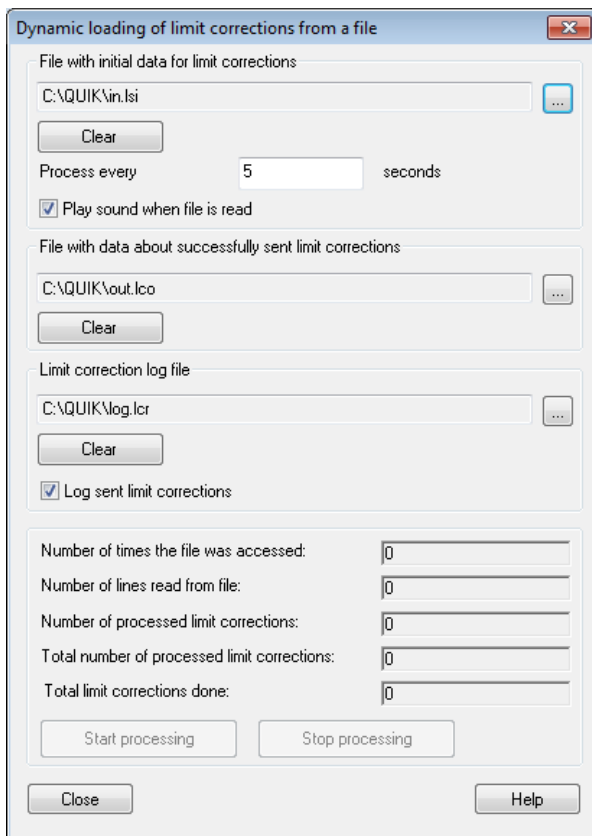 Dynamic loading of limit corrections from a file
File with initial data for limit corrections
C:\QUIK\in.lsi
...
Clear
Process every 5 seconds
Play sound when file is read
File with data about successfully sent limit corrections
C:\QUIK\out.lco
...
Clear
Limit correction log file
C:\QUIK\log.lcr
...
Clear
Log sent limit corrections
Number of times the file was accessed: 0
Number of lines read from file: 0
Number of processed limit corrections: 0
Total number of processed limit corrections: 0
Total limit corrections done: 0
Start processing Stop processing
Close Help